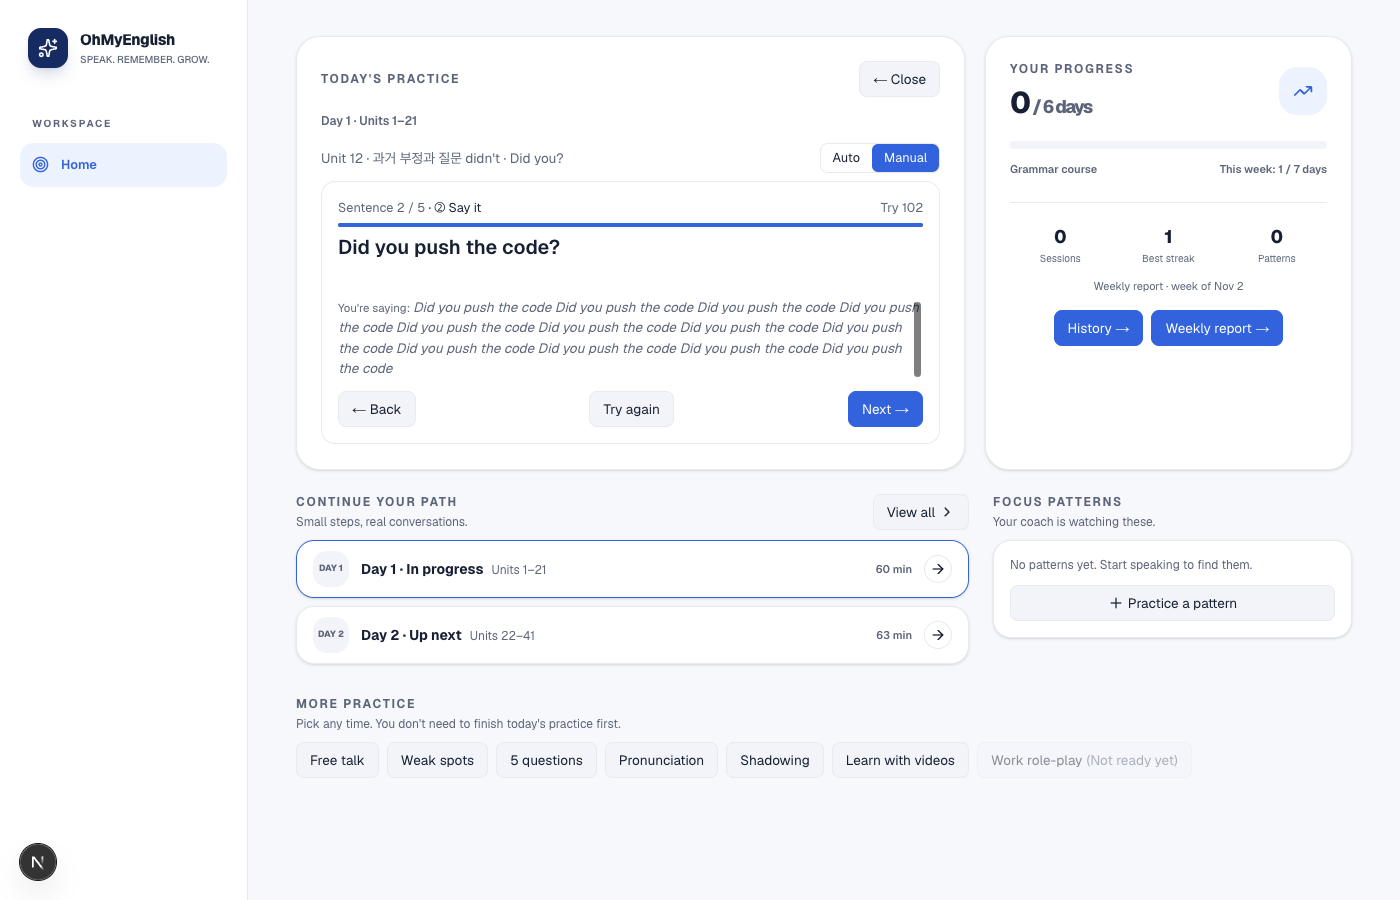 OhMyEnglish
SPEAK. REMEMBER. GROW.
WORKSPACE
Home
TODAY'S PRACTICE
← Close
Day 1 · Units 1–21
Unit 12 · 과거 부정과 질문 didn't · Did you?
Auto
Manual
Sentence 2 / 5 · ② Say it
Try 102
Did you push the code?
You're saying: Did you push the code Did you push the code Did you push the code Did you push
the code Did you push the code Did you push the code Did you push the code Did you push
the code Did you push the code Did you push the code Did you push the code Did you push
the code
← Back
Try again
Next →
YOUR PROGRESS
0 / 6 days
Grammar course
This week: 1 / 7 days
0
Sessions
1
Best streak
0
Patterns
Weekly report · week of Nov 2
History →
Weekly report →
CONTINUE YOUR PATH
Small steps, real conversations.
View all
DAY 1
Day 1 · In progress Units 1–21
60 min
DAY 2
Day 2 · Up next Units 22–41
63 min
FOCUS PATTERNS
Your coach is watching these.
No patterns yet. Start speaking to find them.
+ Practice a pattern
MORE PRACTICE
Pick any time. You don't need to finish today's practice first.
Free talk
Weak spots
5 questions
Pronunciation
Shadowing
Learn with videos
Work role-play (Not ready yet)
N